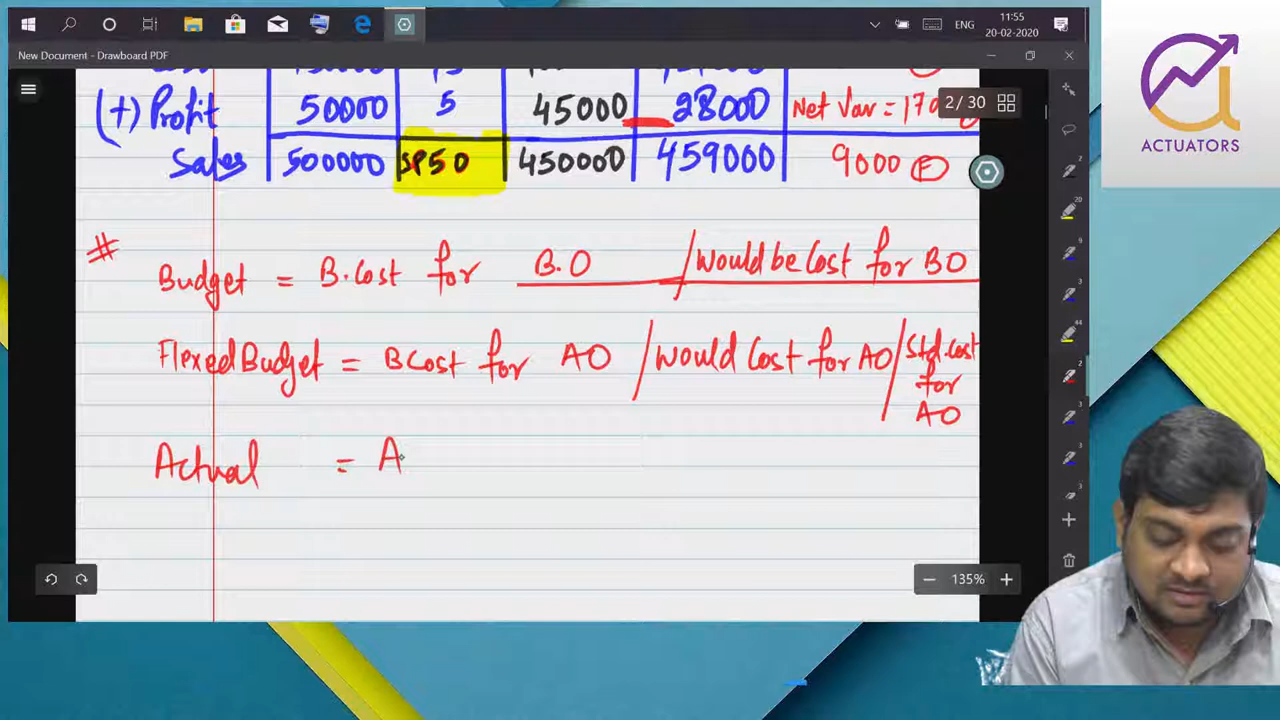 ENG
11:55
20-02-2020
New Document - Drawboard PDF
(+) Profit 50000 5 45000 28000 Net Var = 170
2 / 30
Sales 500000 SP50 450000 459000 9000 F
# Budget = B.Cost for B.O / Would be Cost for BO
Flexed Budget = BCost for AO / Would Cost for AO / Std. cost for AO
Actual = A
135%
ACTUATORS